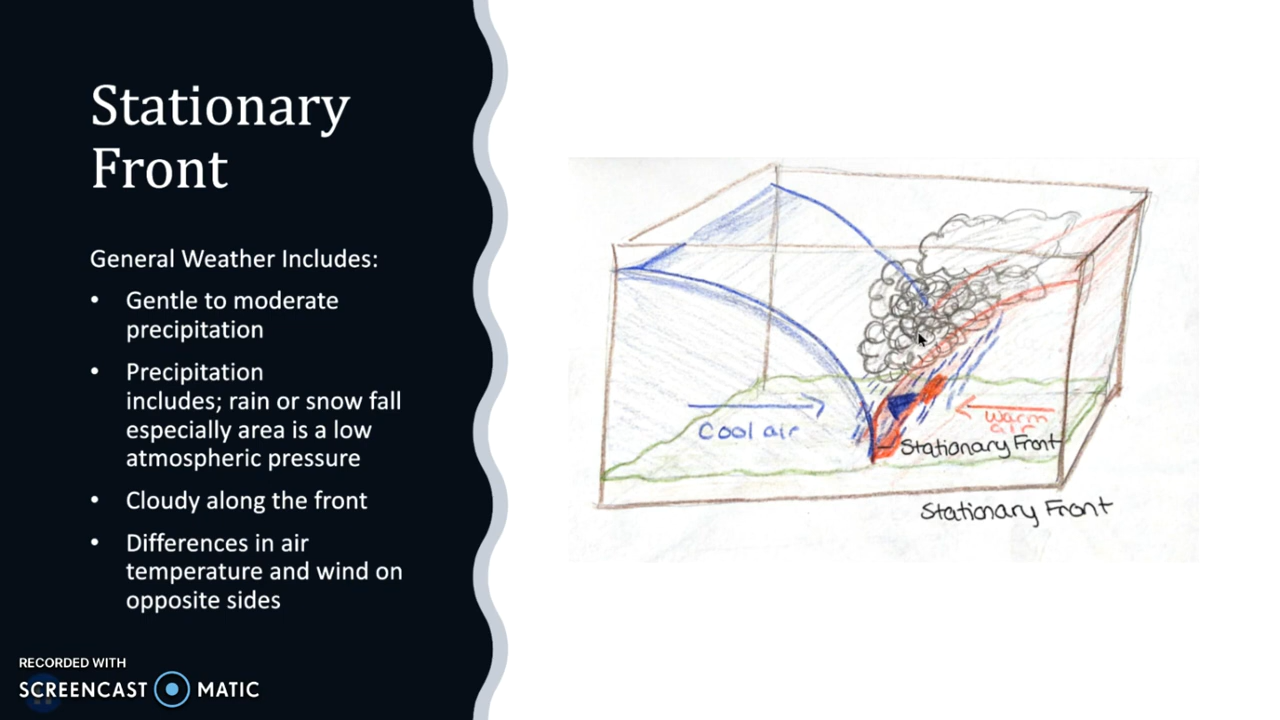 Stationary
Front
General Weather Includes:
• Gentle to moderate
precipitation
• Precipitation
includes; rain or snow fall
especially area is a low
atmospheric pressure
• Cloudy along the front
• Differences in air
temperature and wind on
opposite sides
Cool air
Warm
air
Stationary Front
Stationary Front
RECORDED WITH
SCREENCAST MATIC